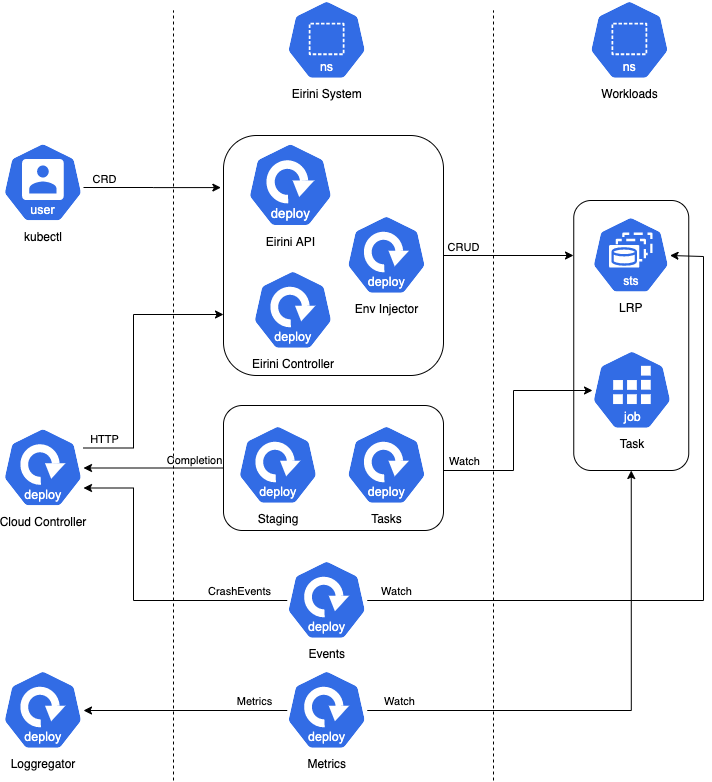 ns
Eirini System
ns
Workloads
user
kubectl
CRD
deploy
Eirini API
deploy
Env Injector
deploy
Eirini Controller
CRUD
sts
LRP
job
Task
HTTP
deploy
Cloud Controller
Completion
deploy
Staging
deploy
Tasks
Watch
CrashEvents
deploy
Events
Watch
deploy
Loggregator
Metrics
deploy
Metrics
Watch